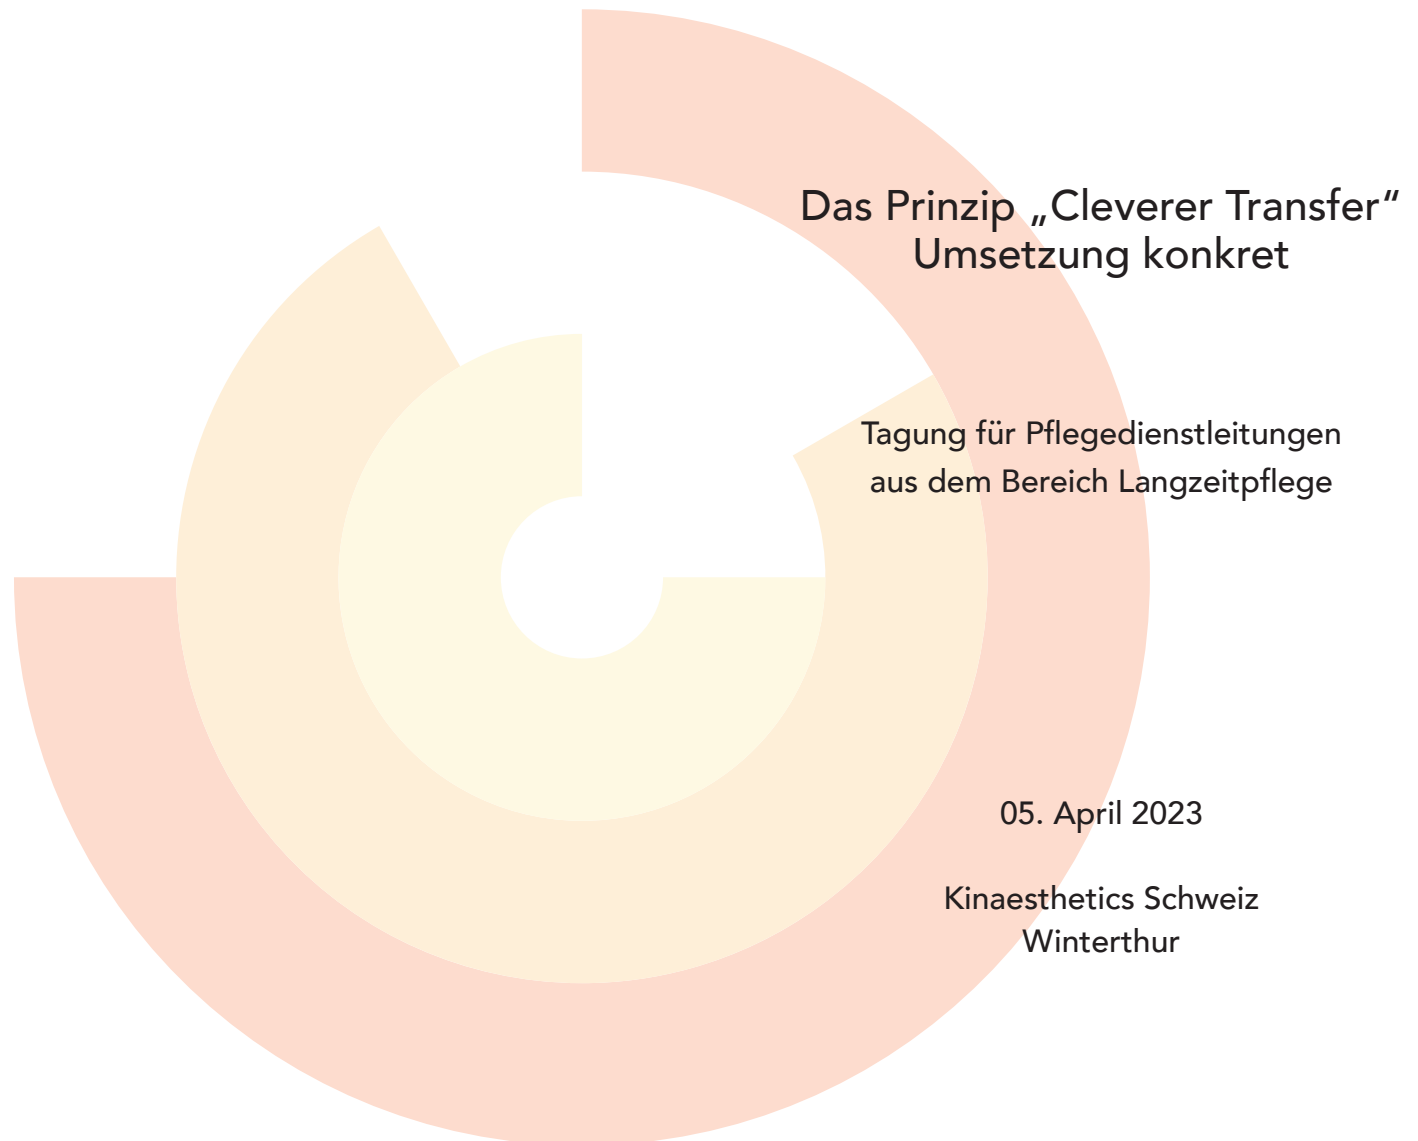 Das Prinzip „Cleverer Transfer“
Umsetzung konkret
Tagung für Pflegedienstleitungen
aus dem Bereich Langzeitpflege
05. April 2023
Kinaesthetics Schweiz
Winterthur